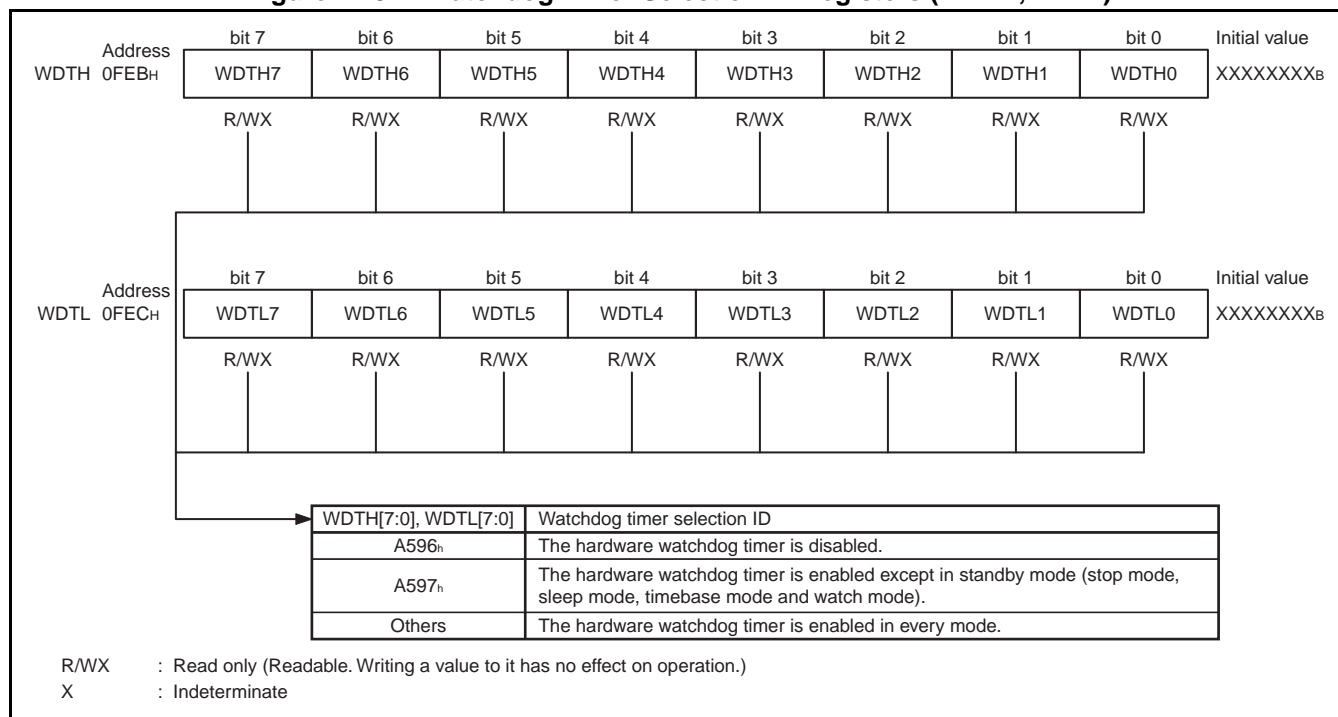 Address bit 7 bit 6 bit 5 bit 4 bit 3 bit 2 bit 1 bit 0 Initial value
WDTH 0FEBH WDTH7 WDTH6 WDTH5 WDTH4 WDTH3 WDTH2 WDTH1 WDTH0 XXXXXXXXB
R/WX R/WX R/WX R/WX R/WX R/WX R/WX R/WX
Address bit 7 bit 6 bit 5 bit 4 bit 3 bit 2 bit 1 bit 0 Initial value
WDTL 0FECH WDTL7 WDTL6 WDTL5 WDTL4 WDTL3 WDTL2 WDTL1 WDTL0 XXXXXXXXB
R/WX R/WX R/WX R/WX R/WX R/WX R/WX R/WX
WDTH[7:0], WDTL[7:0] Watchdog timer selection ID
A596h The hardware watchdog timer is disabled.
A597h The hardware watchdog timer is enabled except in standby mode (stop mode,
sleep mode, timebase mode and watch mode).
Others The hardware watchdog timer is enabled in every mode.
R/WX : Read only (Readable. Writing a value to it has no effect on operation.)
X : Indeterminate